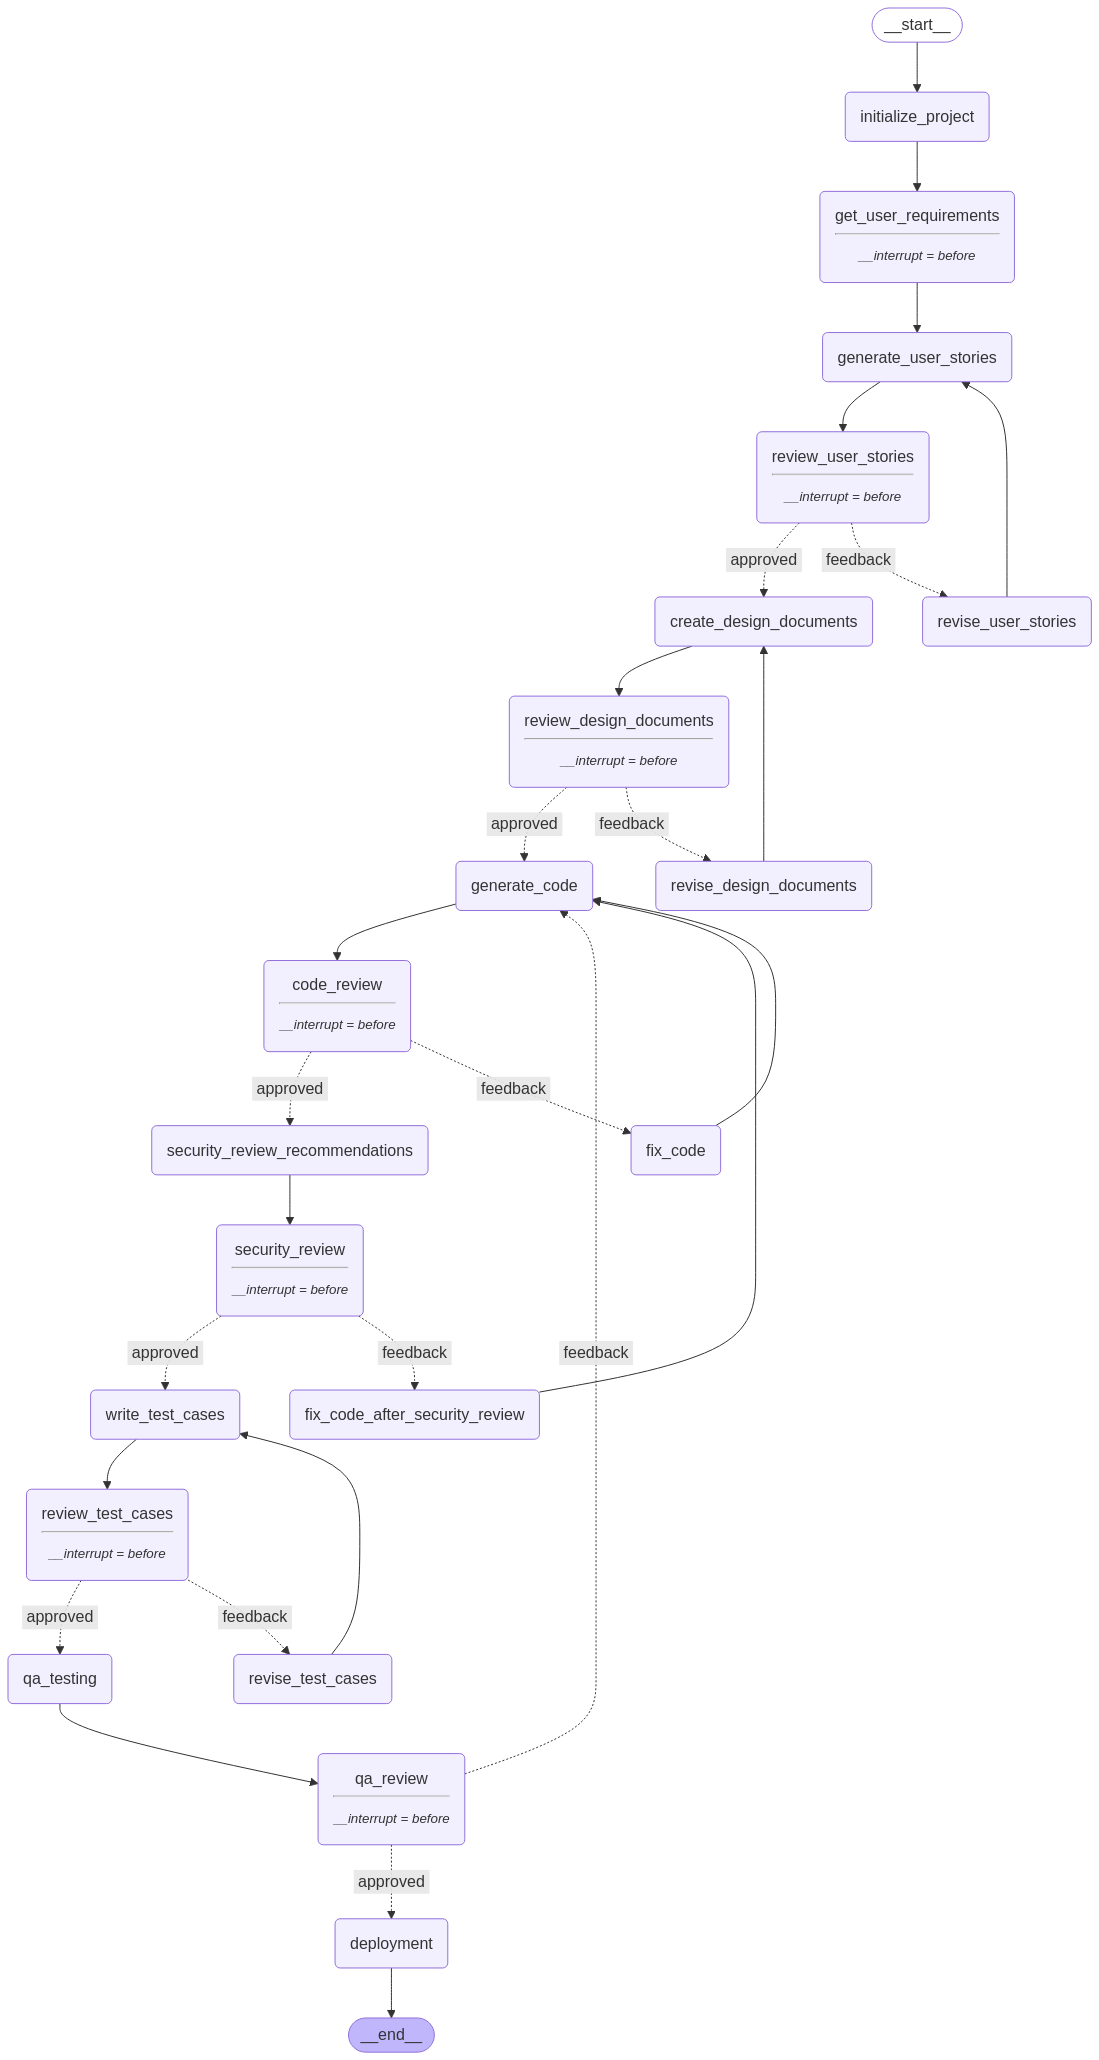 __start__
initialize_project
get_user_requirements
__interrupt = before
generate_user_stories
review_user_stories
__interrupt = before
approved
feedback
create_design_documents
revise_user_stories
review_design_documents
__interrupt = before
approved
feedback
generate_code
revise_design_documents
code_review
__interrupt = before
approved
feedback
security_review_recommendations
fix_code
security_review
__interrupt = before
approved
feedback
feedback
write_test_cases
fix_code_after_security_review
review_test_cases
__interrupt = before
approved
feedback
qa_testing
revise_test_cases
qa_review
__interrupt = before
approved
deployment
__end__